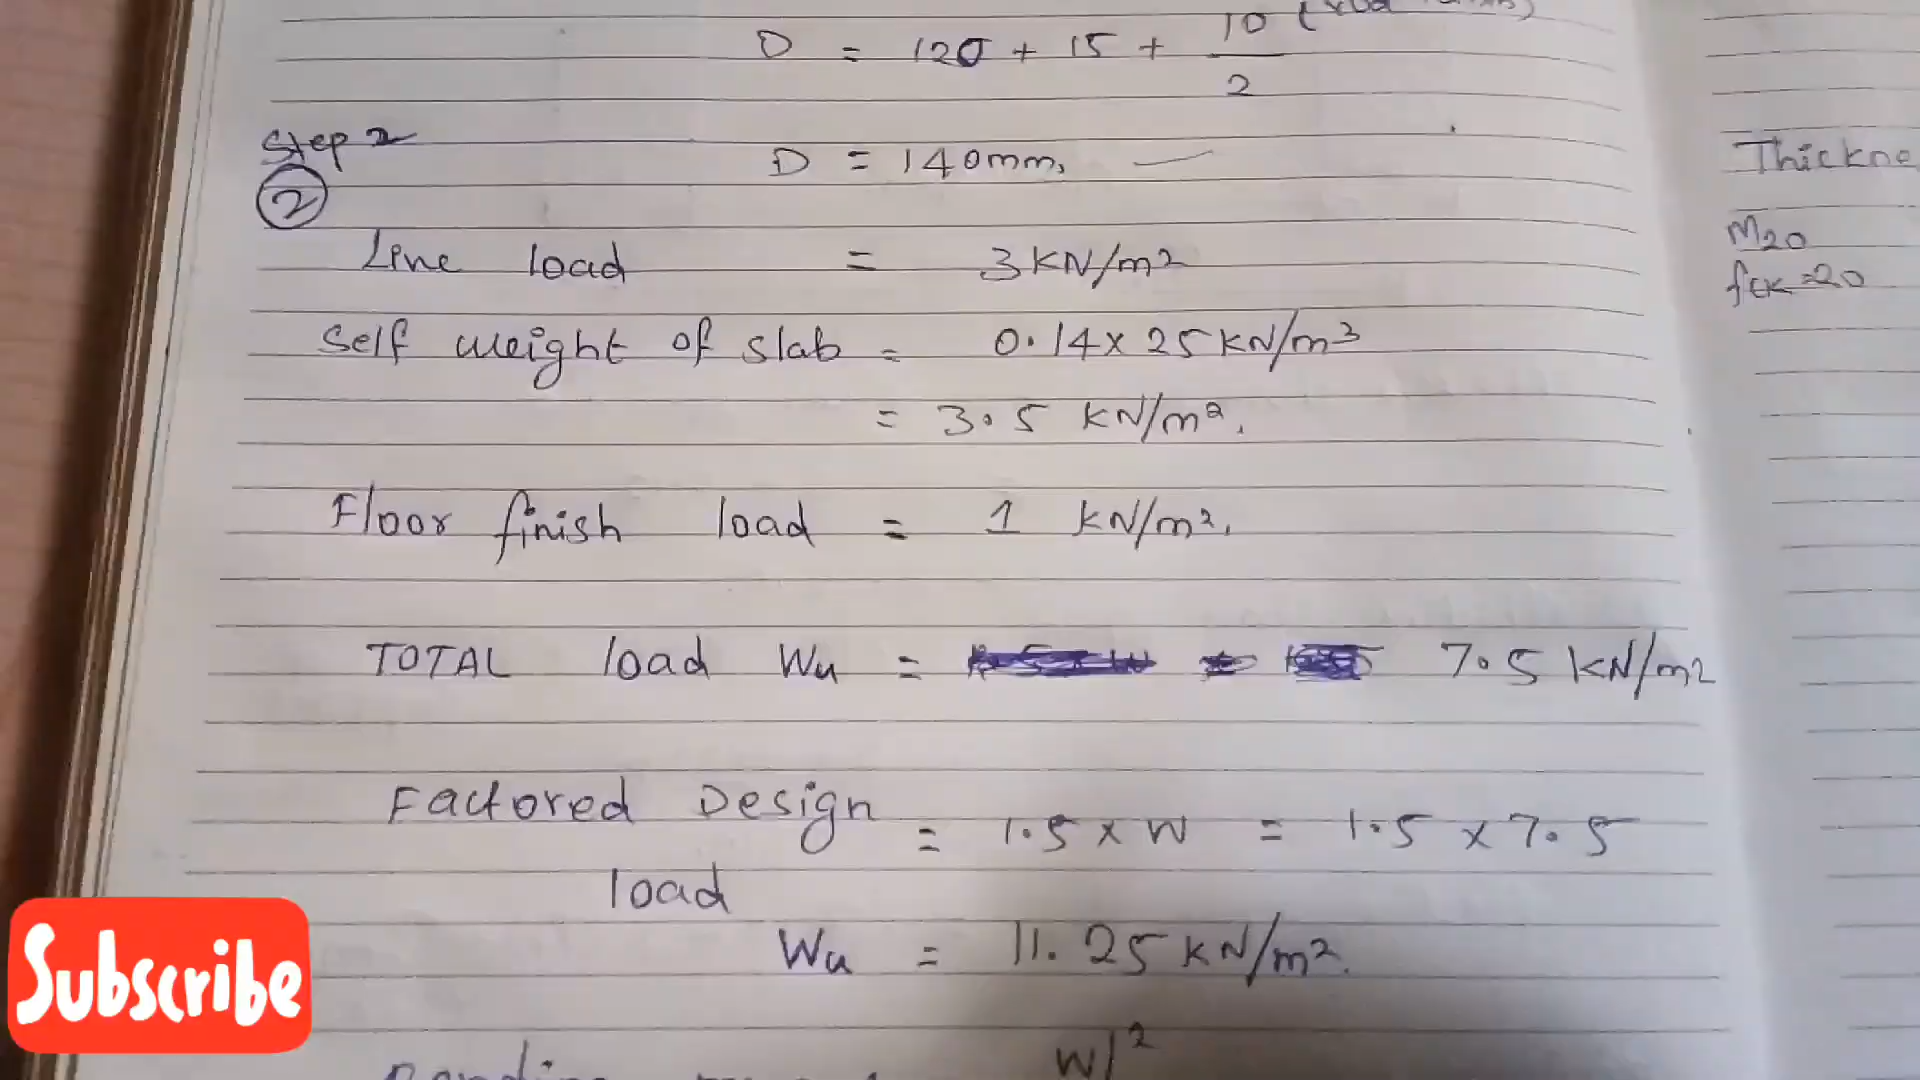 D = 120 + 15 + 10/2
Step 2
D = 140mm,
②
Live load = 3 KN/m²
Self weight of slab = 0.14 x 25 KN/m³
= 3.5 KN/m²,
Floor finish load = 1 KN/m².
TOTAL load Wu = 7.5 KN/m²
Factored Design load = 1.5 x W = 1.5 x 7.5
Wu = 11.25 KN/m².
Wl²
Thickne
M20
fck = 20
Subscribe